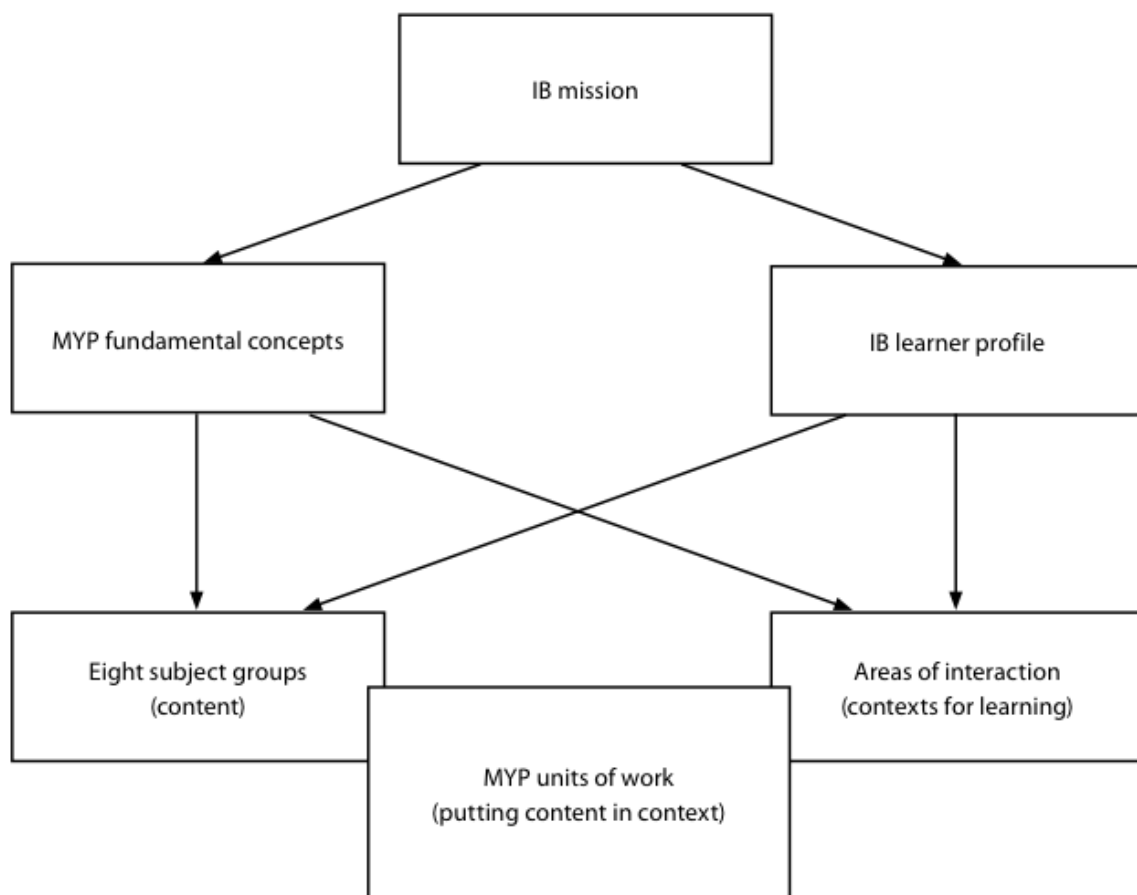 IB mission
MYP fundamental concepts
IB learner profile
Eight subject groups
(content)
Areas of interaction
(contexts for learning)
MYP units of work
(putting content in context)